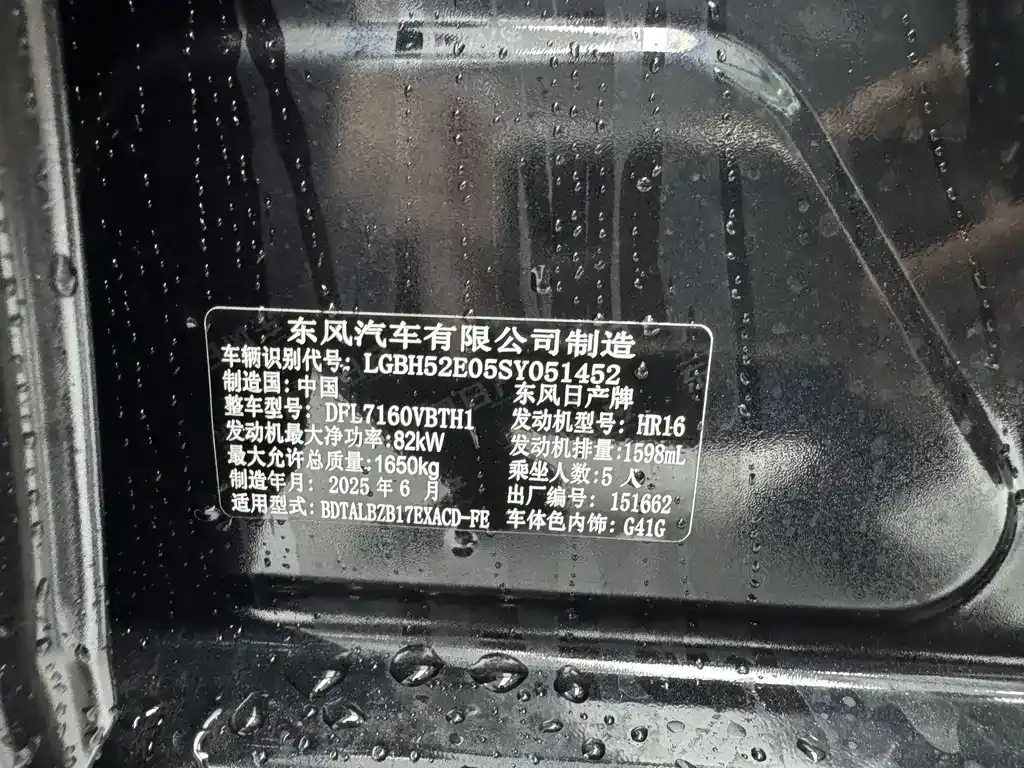 东风汽车有限公司制造
车辆识别代号: LGBH52E05SY051452
制造国: 中国 东风日产牌
整车型号: DFL7160VBTH1 发动机型号: HR16
发动机最大净功率:82kW 发动机排量:1598mL
最大允许总质量:1650kg 乘坐人数:5 人
制造年月: 2025 年 6 月 出厂编号: 151662
适用型式: BDTALBZB17EXACD-FE 车体色内饰: G41G